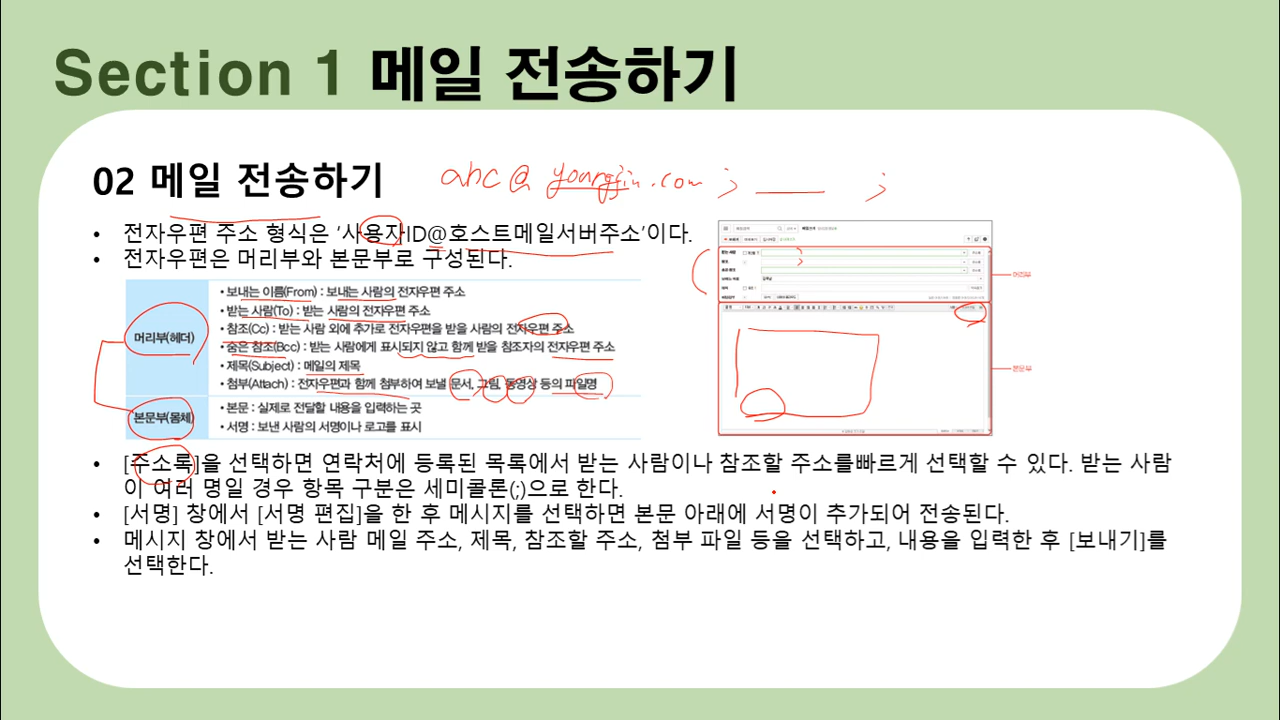 Section 1 메일 전송하기
02 메일 전송하기
abc@youngjin.com ; ;
• 전자우편 주소 형식은 '사용자ID@호스트메일서버주소'이다.
• 전자우편은 머리부와 본문부로 구성된다.
머리부(헤더)
• 보내는 이름(From) : 보내는 사람의 전자우편 주소
• 받는 사람(To) : 받는 사람의 전자우편 주소
• 참조(Cc) : 받는 사람 외에 추가로 전자우편을 받을 사람의 전자우편 주소
• 숨은 참조(Bcc) : 받는 사람에게 표시되지 않고 함께 받을 참조자의 전자우편 주소
• 제목(Subject) : 메일의 제목
• 첨부(Attach) : 전자우편과 함께 첨부하여 보낼 문서, 그림, 동영상 등의 파일명
본문부(몸체)
• 본문 : 실제로 전달할 내용을 입력하는 곳
• 서명 : 보낸 사람의 서명이나 로고를 표시
머리부
본문부
• [주소록]을 선택하면 연락처에 등록된 목록에서 받는 사람이나 참조할 주소를빠르게 선택할 수 있다. 받는 사람
이 여러 명일 경우 항목 구분은 세미콜론(;)으로 한다.
• [서명] 창에서 [서명 편집]을 한 후 메시지를 선택하면 본문 아래에 서명이 추가되어 전송된다.
• 메시지 창에서 받는 사람 메일 주소, 제목, 참조할 주소, 첨부 파일 등을 선택하고, 내용을 입력한 후 [보내기]를
선택한다.